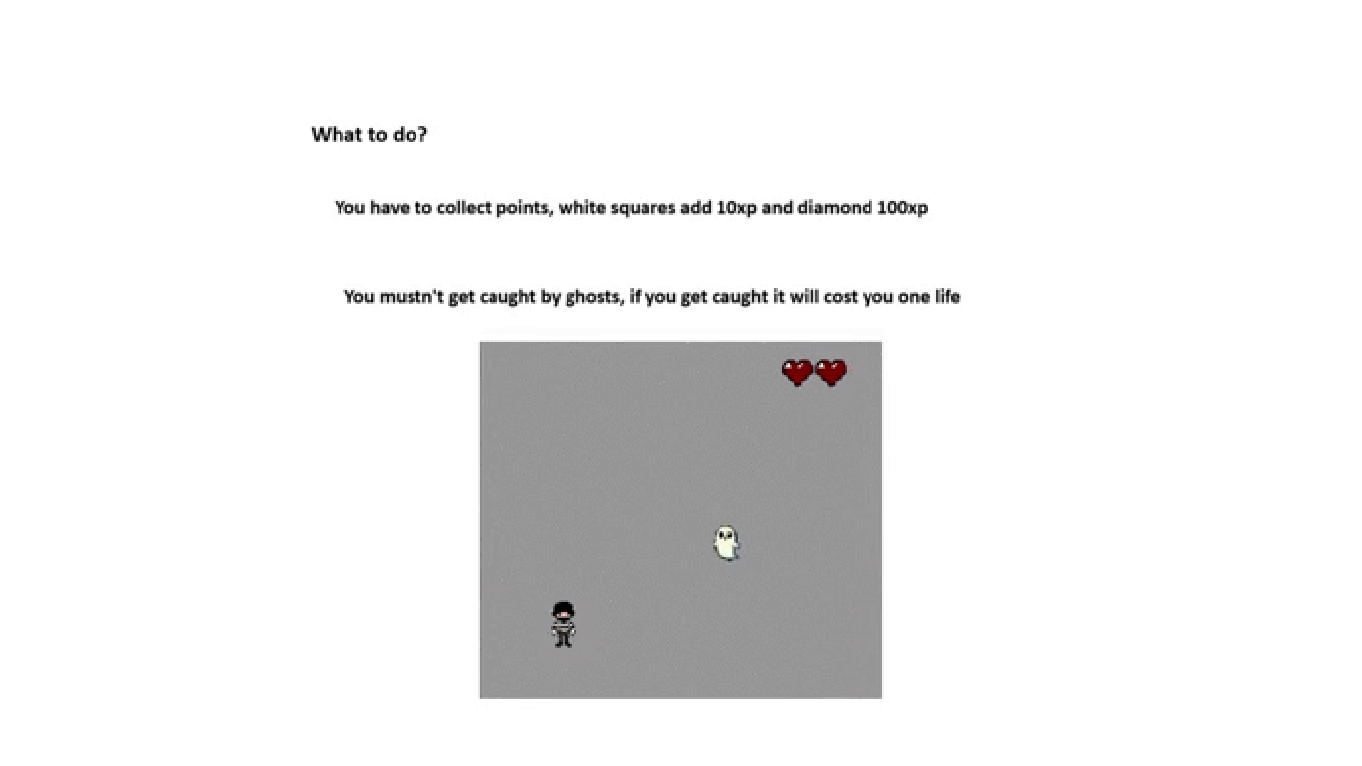 What to do?
You have to collect points, white squares add 10xp and diamond 100xp
You mustn't get caught by ghosts, if you get caught it will cost you one life